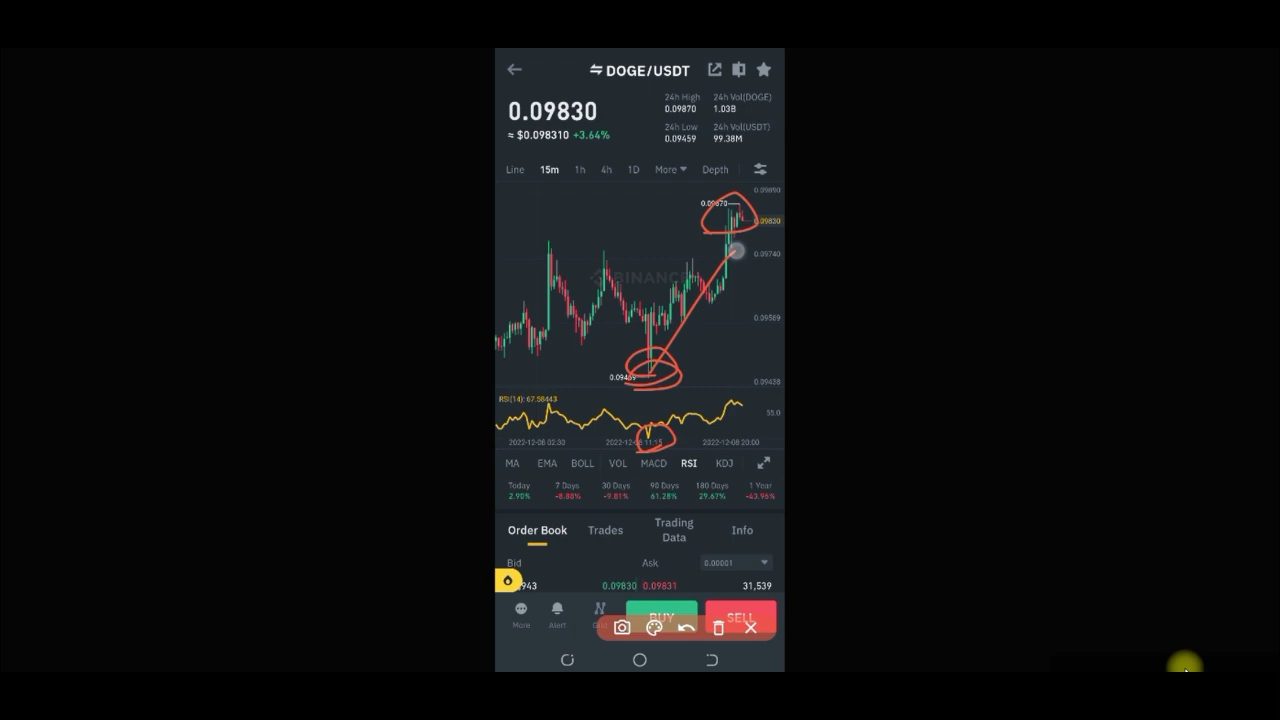 DOGE/USDT
0.09830
≈ $0.098310 +3.64%
24h High 24h Vol(DOGE)
0.09870 1.03B
24h Low 24h Vol(USDT)
0.09459 99.38M
Line 15m 1h 4h 1D More Depth
0.09890
0.09870
0.09830
0.09740
BINANCE
0.09589
0.09459
0.09438
RSI(14): 67.58443
55.0
2022-12-08 02:30 2022-12-08 11:15 2022-12-08 20:00
MA EMA BOLL VOL MACD RSI KDJ
Today 7 Days 30 Days 90 Days 180 Days 1 Year
2.90% -8.88% -9.81% 61.28% 29.67% -43.96%
Order Book Trades Trading Data Info
Bid Ask 0.00001
943 0.09830 0.09831 31,539
More Alert BUY SELL